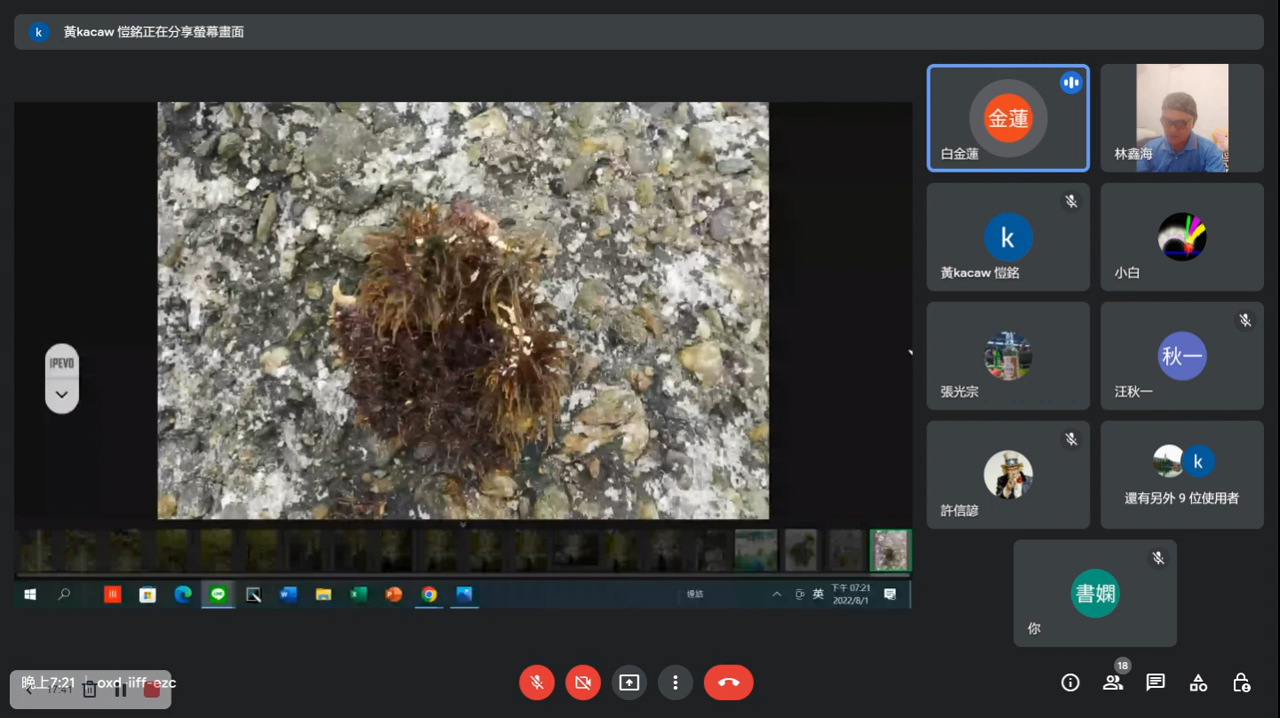 k 黃kacaw 愷銘正在分享螢幕畫面
金蓮
白金蓮
林鑫海
k
黃kacaw 愷銘
小白
張光宗
秋一
汪秋一
許信諺
k
還有另外 9 位使用者
書嫻
你
IPEVO
英
下午 07:21
2022/8/1
晚上7:21
17:41
oxd-iiff-ezc
18